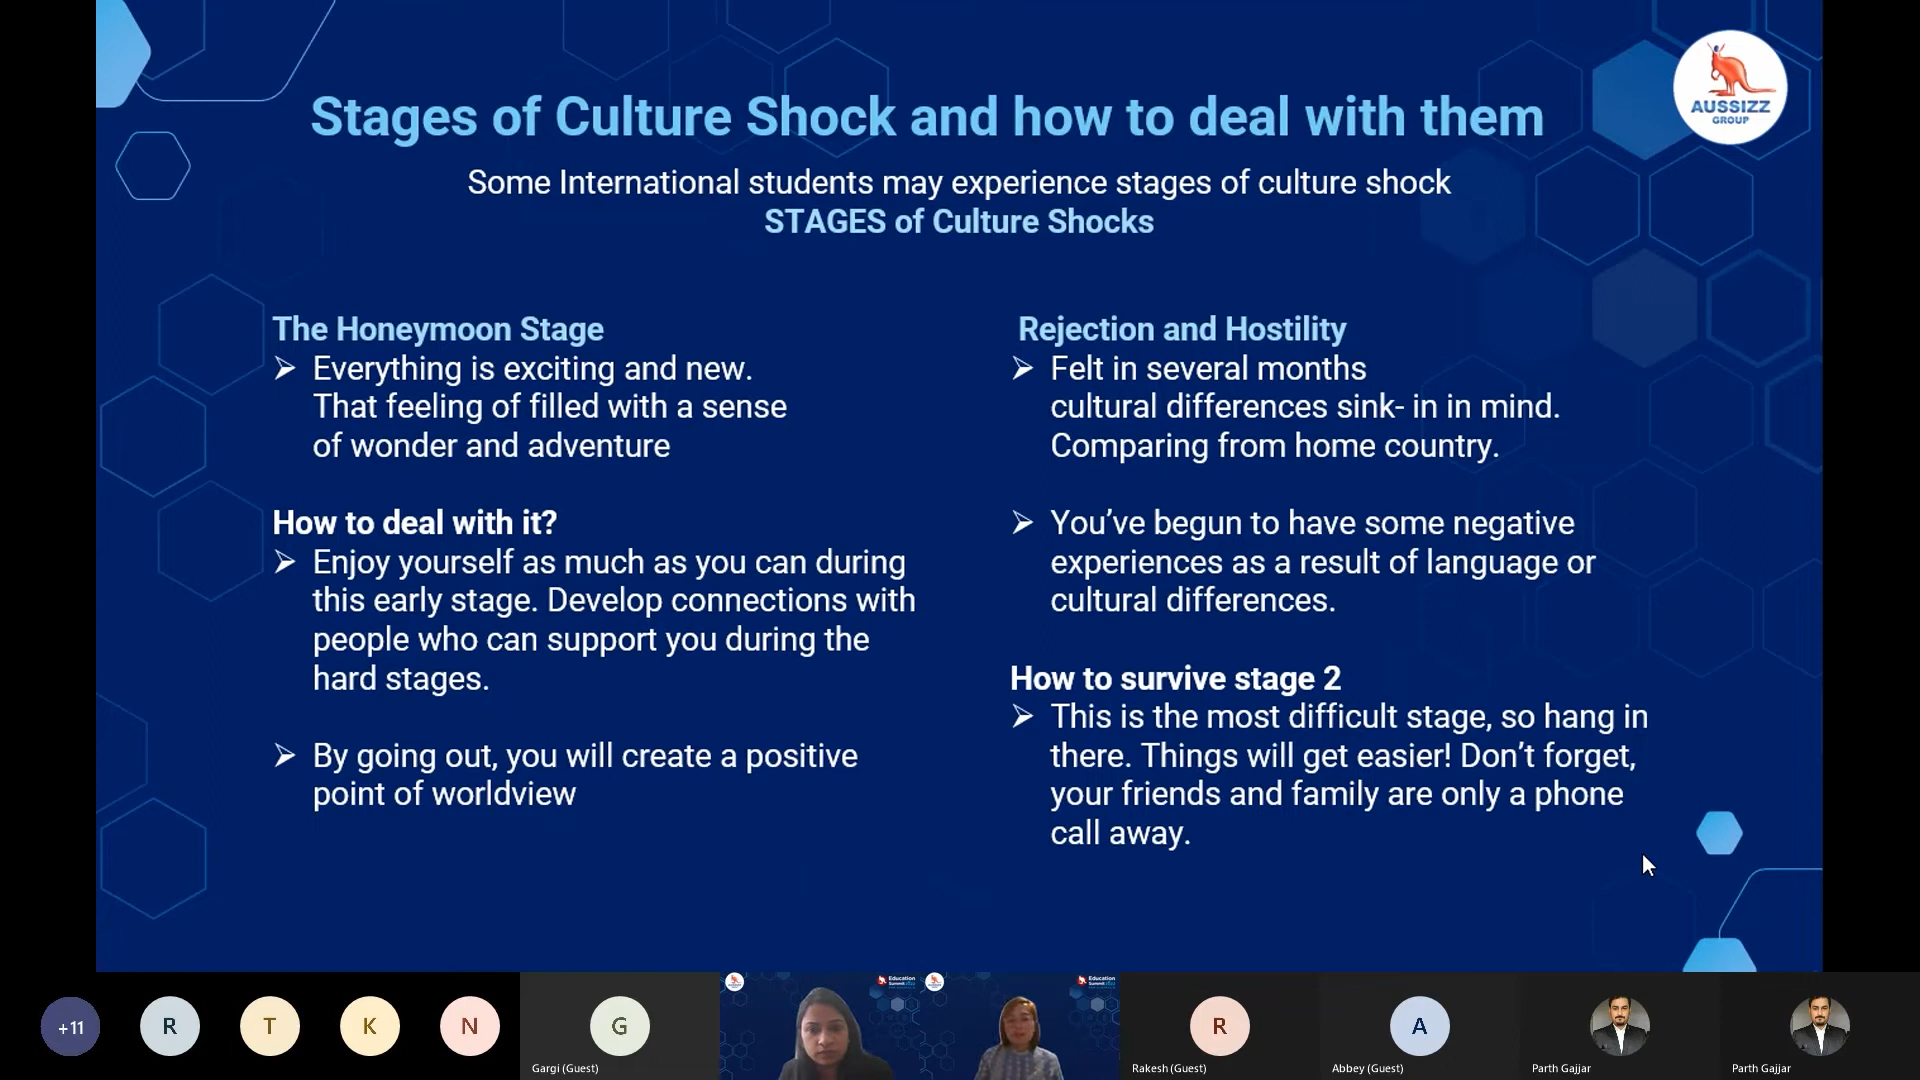 AUSSIZZ
GROUP
Stages of Culture Shock and how to deal with them
Some International students may experience stages of culture shock
STAGES of Culture Shocks
The Honeymoon Stage
➢ Everything is exciting and new.
That feeling of filled with a sense
of wonder and adventure
How to deal with it?
➢ Enjoy yourself as much as you can during
this early stage. Develop connections with
people who can support you during the
hard stages.
➢ By going out, you will create a positive
point of worldview
Rejection and Hostility
➢ Felt in several months
cultural differences sink- in in mind.
Comparing from home country.
➢ You’ve begun to have some negative
experiences as a result of language or
cultural differences.
How to survive stage 2
➢ This is the most difficult stage, so hang in
there. Things will get easier! Don’t forget,
your friends and family are only a phone
call away.
+11
R
T
K
N
G
Gargi (Guest)
Education
Summit
Education
Summit
R
Rakesh (Guest)
A
Abbey (Guest)
Parth Gajjar
Parth Gajjar